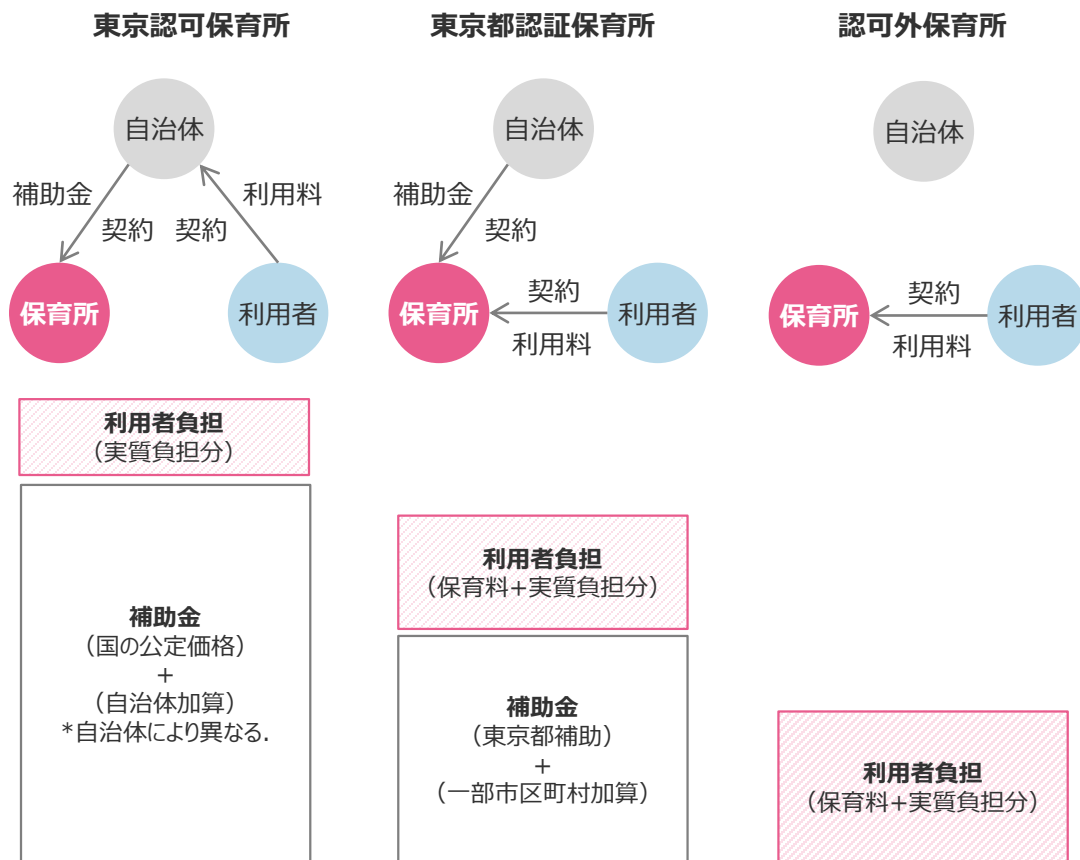 東京認可保育所
自治体
補助金
利用料
契約
契約
保育所
利用者
利用者負担
（実質負担分）
補助金
（国の公定価格）
+
（自治体加算）
*自治体により異なる.
東京都認証保育所
自治体
補助金
契約
保育所
契約
利用料
利用者
利用者負担
（保育料+実質負担分）
補助金
（東京都補助）
+
（一部市区町村加算）
認可外保育所
自治体
保育所
契約
利用料
利用者
利用者負担
（保育料+実質負担分）